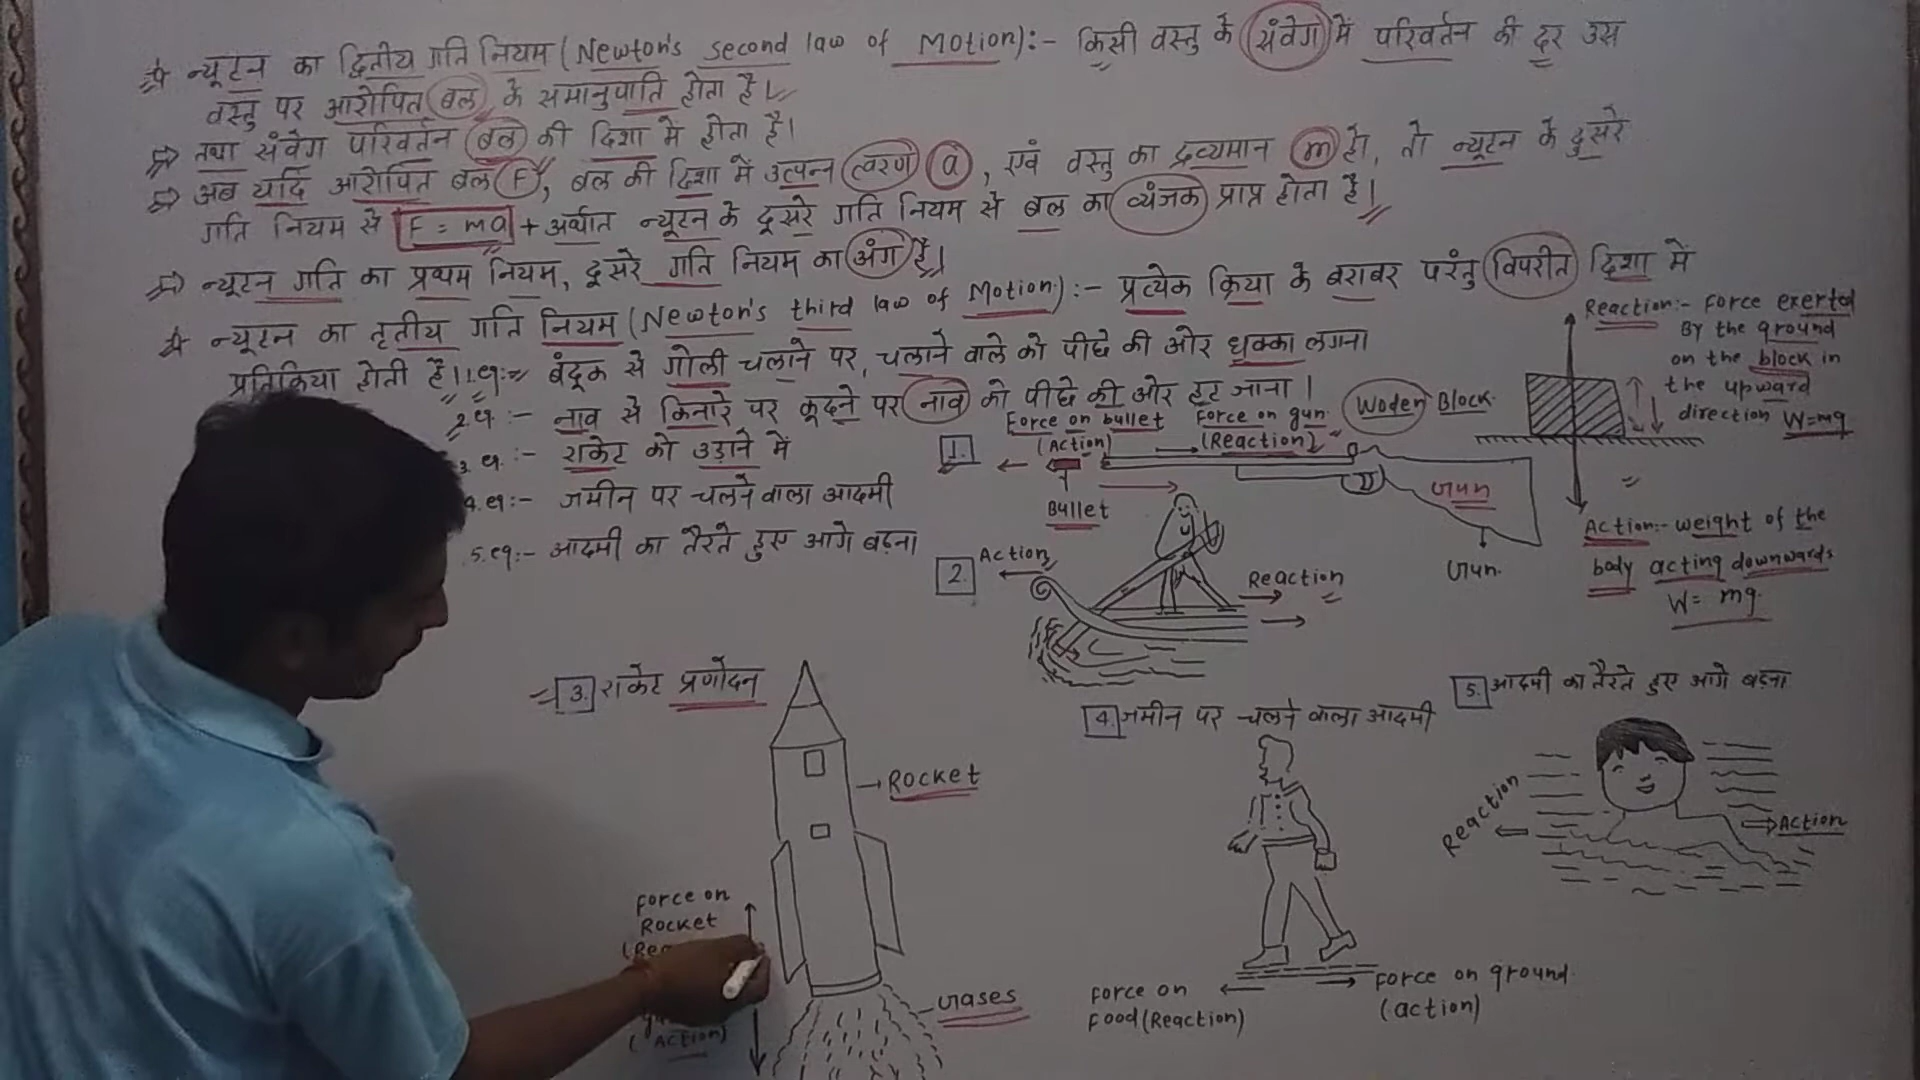 न्यूटन का द्वितीय गति नियम (Newton's second law of Motion):- किसी वस्तु के संवेग में परिवर्तन की दर उस
वस्तु पर आरोपित बल के समानुपाति होता है।
तथा संवेग परिवर्तन बल की दिशा में होता है।
अब यदि आरोपित बल F, बल की दिशा में उत्पन्न त्वरण a, एवं वस्तु का द्रव्यमान m हो, तो न्यूटन के दुसरे
गति नियम से F = ma + अर्थात न्यूटन के दूसरे गति नियम से बल का व्यंजक प्राप्त होता है।
न्यूटन गति का प्रथम नियम, दूसरे गति नियम का अंग है।
न्यूटन का तृतीय गति नियम (Newton's third law of Motion):- प्रत्येक क्रिया के बराबर परंतु विपरीत दिशा में
प्रतिक्रिया होती है। 1.eg:- बंदूक से गोली चलाने पर, चलाने वाले को पीछे की ओर धक्का लगना
2 eg:- नाव से किनारे पर कूदने पर नाव को पीछे की ओर हट जाना।
3. eg:- राकेट को उड़ाने में
4. eg:- जमीन पर चलने वाला आदमी
5. eg:- आदमी का तैरते हुए आगे बढ़ना
1.
Force on bullet
(Action)
Force on gun.
(Reaction)
Bullet
Gun
Gun.
Woden Block.
Reaction:- Force exerted
By the ground
on the block in
the upward
direction W=mg
Action:- weight of the
body acting downwards
W= mg.
2.
Action
Reaction
3. राकेट प्रणोदन
Rocket
Force on
Rocket
(Action)
Gases
4. जमीन पर चलने वाला आदमी
Force on
Food (Reaction)
Force on ground
(action)
5. आदमी का तैरते हुए आगे बढ़ना
Reaction
Action